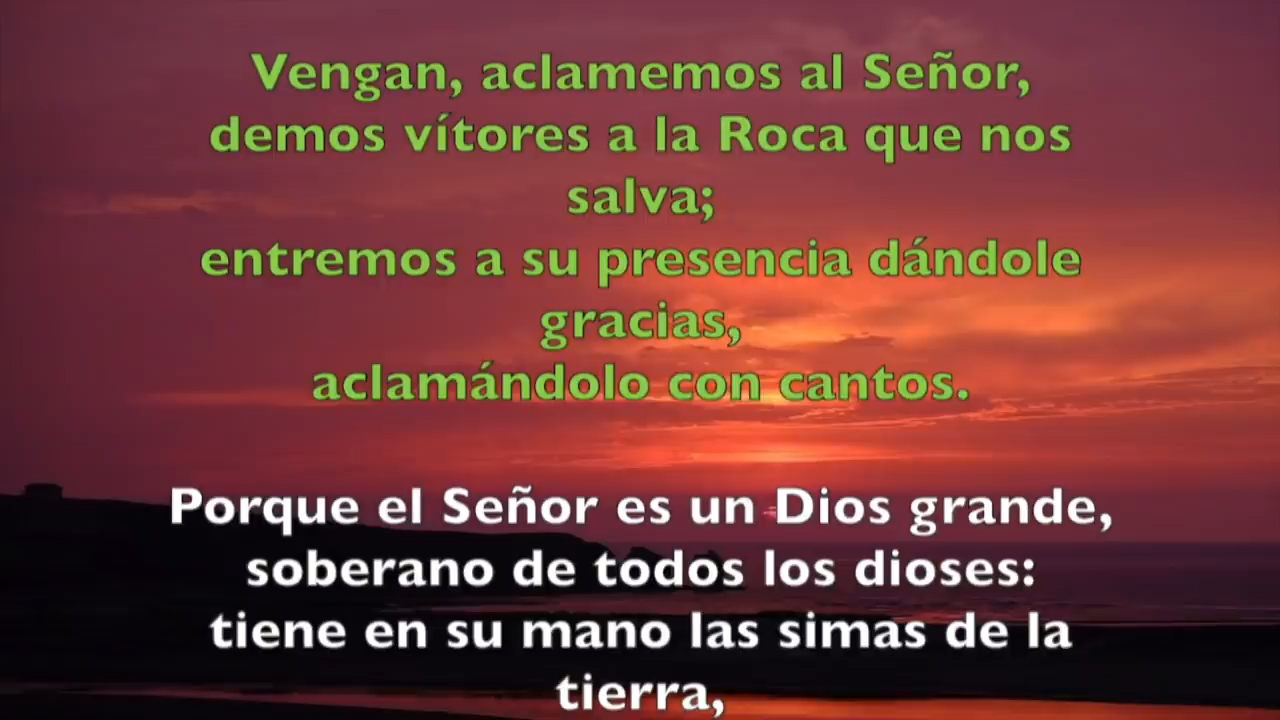 Vengan, aclamemos al Señor,
demos vítores a la Roca que nos
salva;
entremos a su presencia dándole
gracias,
aclamándolo con cantos.
Porque el Señor es un Dios grande,
soberano de todos los dioses:
tiene en su mano las simas de la
tierra,